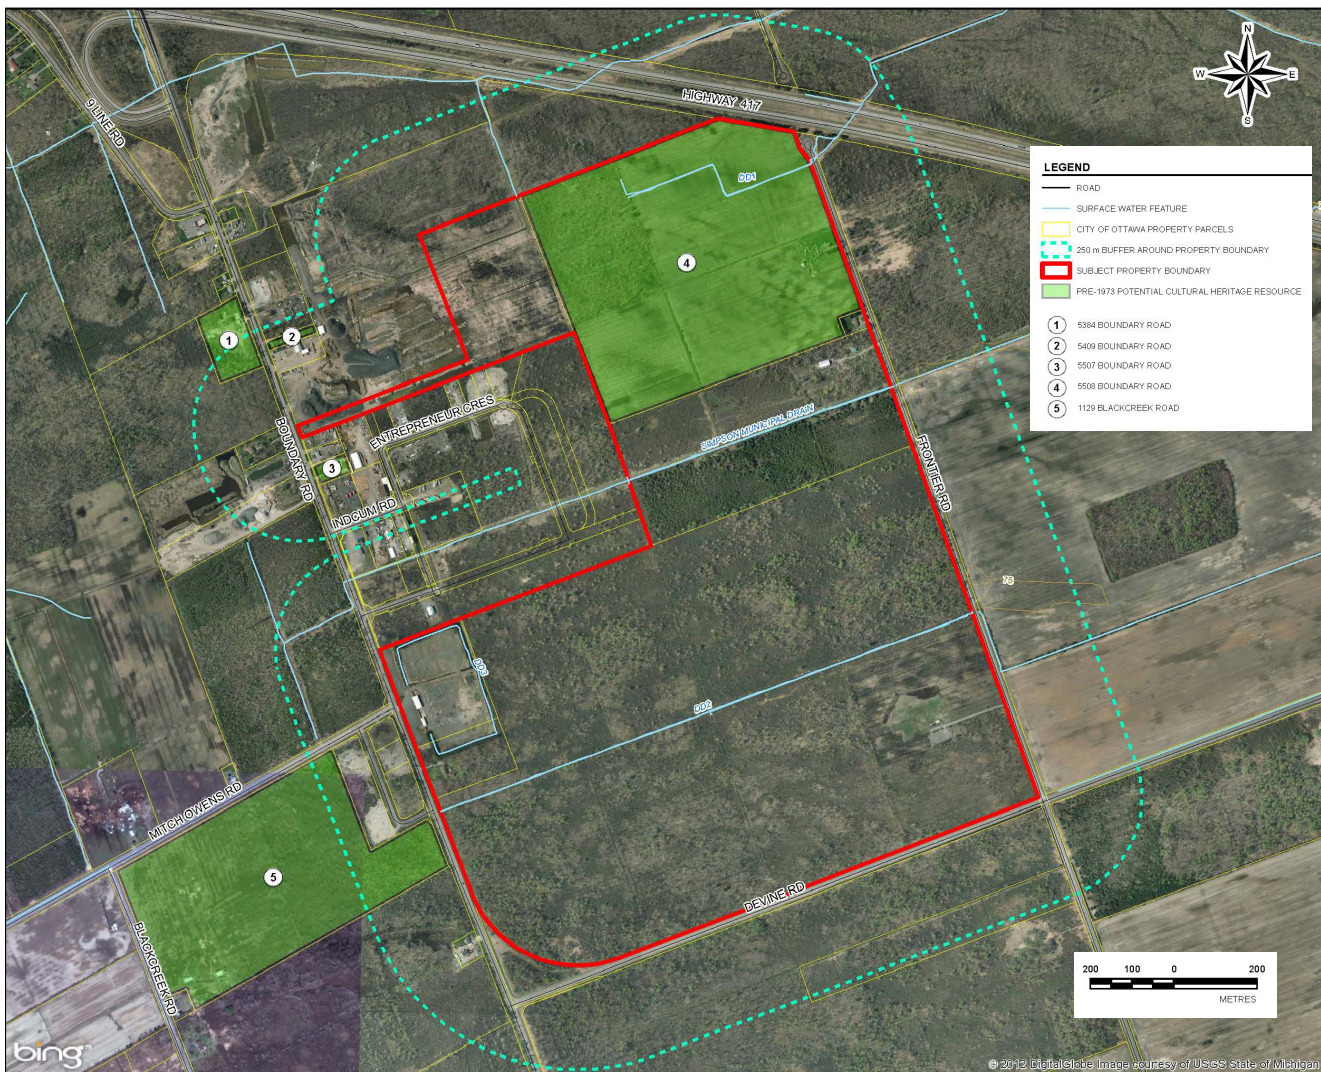 N
W E
S
HIGHWAY 417
9 LINE RD
DD1
LEGEND
ROAD
SURFACE WATER FEATURE
CITY OF OTTAWA PROPERTY PARCELS
250 m BUFFER AROUND PROPERTY BOUNDARY
SUBJECT PROPERTY BOUNDARY
PRE-1973 POTENTIAL CULTURAL HERITAGE RESOURCE
1 5384 BOUNDARY ROAD
2 5409 BOUNDARY ROAD
3 5507 BOUNDARY ROAD
4 5508 BOUNDARY ROAD
5 1129 BLACKCREEK ROAD
4
1
2
ENTREPRENEUR CRES
SIMPSON MUNICIPAL DRAIN
BOUNDARY RD
FRONTIER RD
3
INDCUM RD
75
DD3
DD2
MITCH OWENS RD
5
DEVINE RD
BLACKCREEK RD
200 100 0 200
METRES
bing™
© 2012 DigitalGlobe Image courtesy of USGS State of Michigan